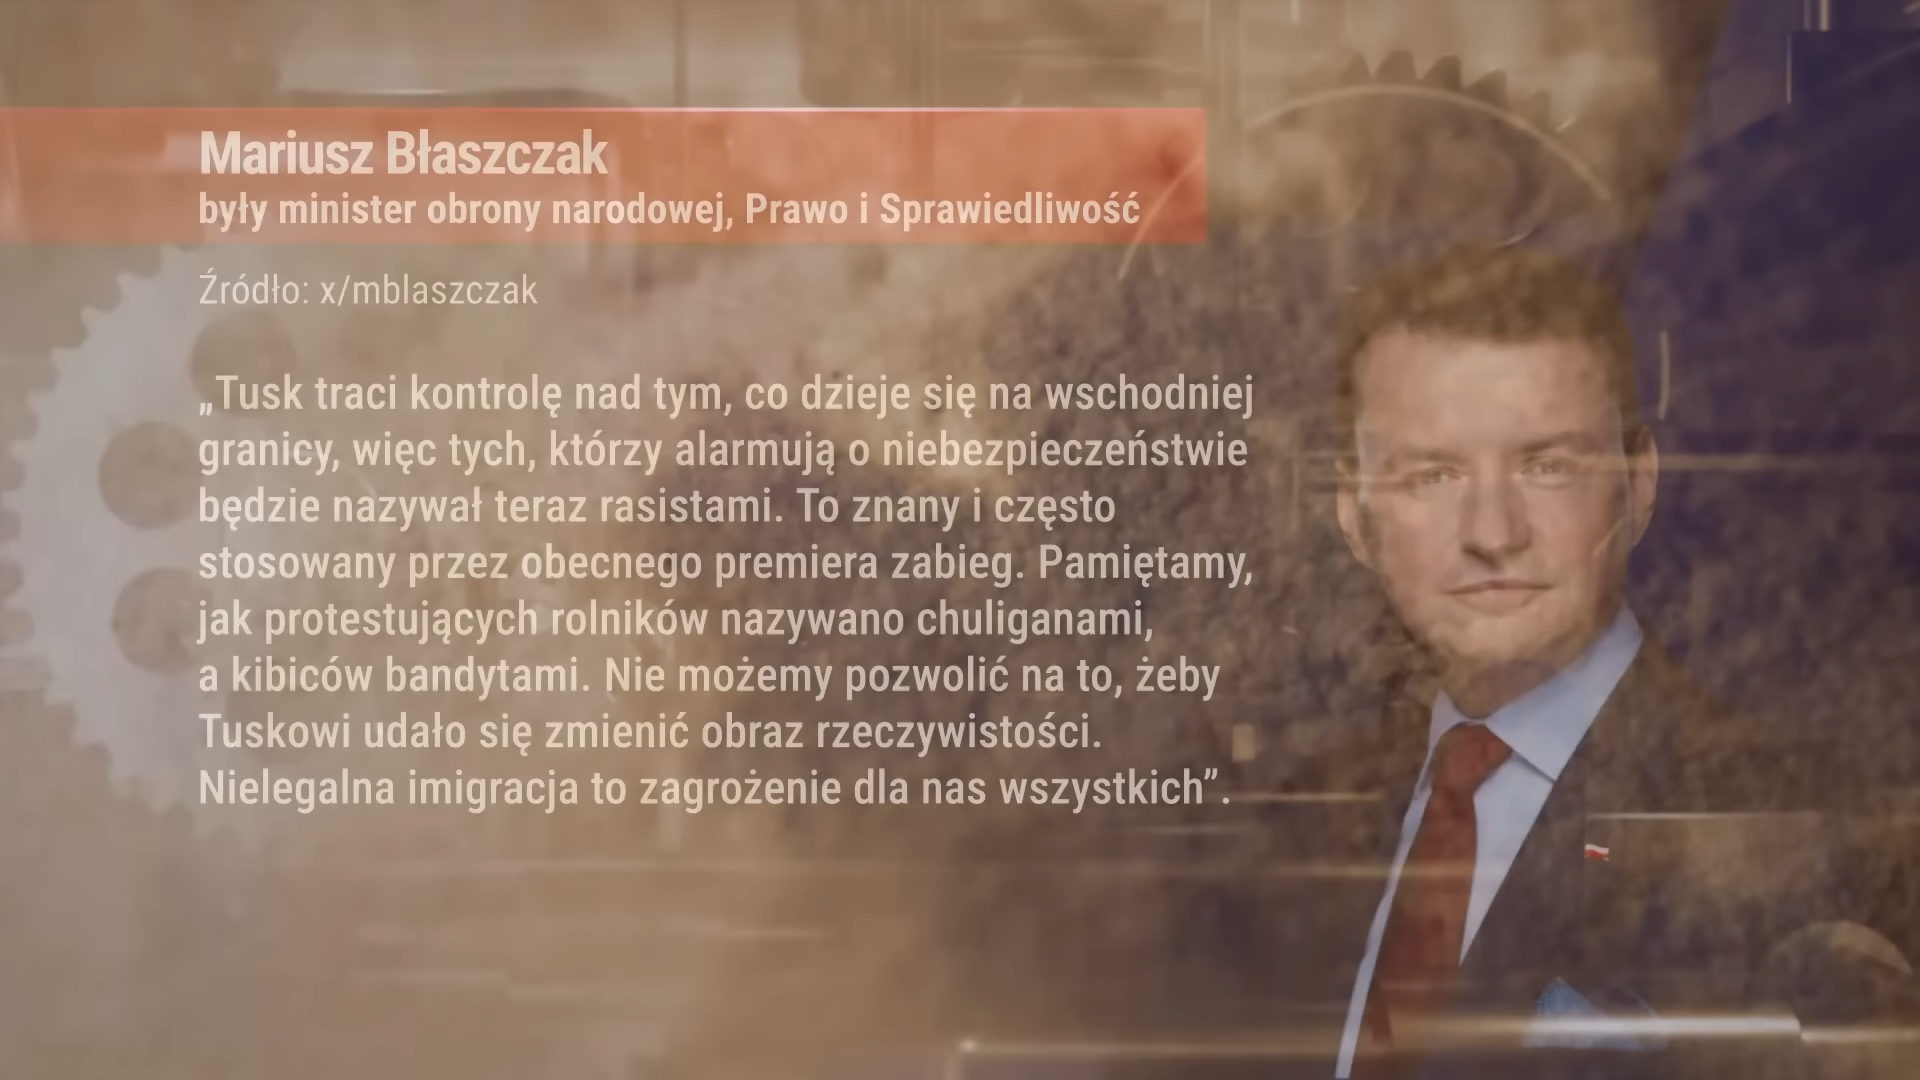 Mariusz Błaszczak
były minister obrony narodowej, Prawo i Sprawiedliwość
Źródło: x/mblaszczak
„Tusk traci kontrolę nad tym, co dzieje się na wschodniej
granicy, więc tych, którzy alarmują o niebezpieczeństwie
będzie nazywał teraz rasistami. To znany i często
stosowany przez obecnego premiera zabieg. Pamiętamy,
jak protestujących rolników nazywano chuliganami,
a kibiców bandytami. Nie możemy pozwolić na to, żeby
Tuskowi udało się zmienić obraz rzeczywistości.
Nielegalna imigracja to zagrożenie dla nas wszystkich”.